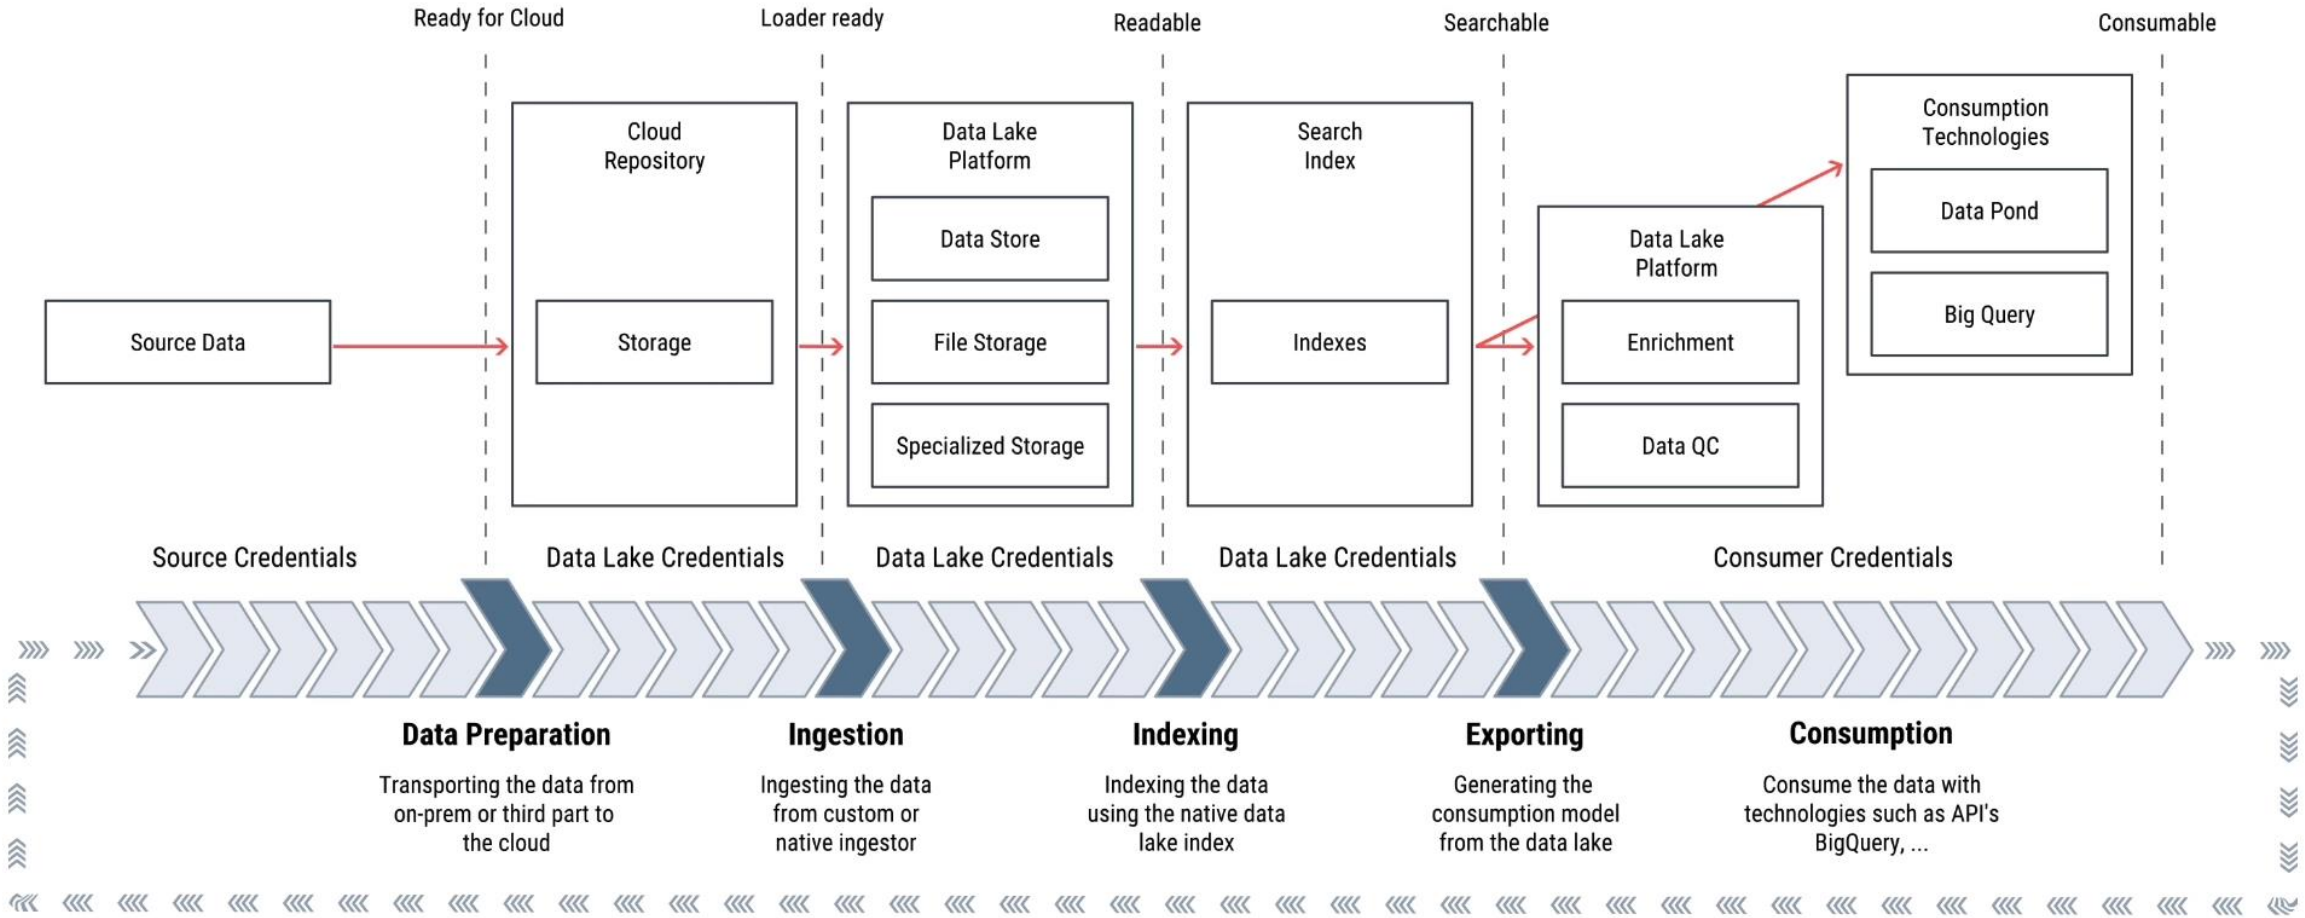 Ready for Cloud
Loader ready
Readable
Searchable
Consumable
Source Data
Cloud
Repository
Storage
Data Lake
Platform
Data Store
File Storage
Specialized Storage
Search
Index
Indexes
Data Lake
Platform
Enrichment
Data QC
Consumption
Technologies
Data Pond
Big Query
Source Credentials
Data Lake Credentials
Data Lake Credentials
Data Lake Credentials
Consumer Credentials
Data Preparation
Transporting the data from
on-prem or third part to
the cloud
Ingestion
Ingesting the data
from custom or
native ingestor
Indexing
Indexing the data
using the native data
lake index
Exporting
Generating the
consumption model
from the data lake
Consumption
Consume the data with
technologies such as API's
BigQuery, ...